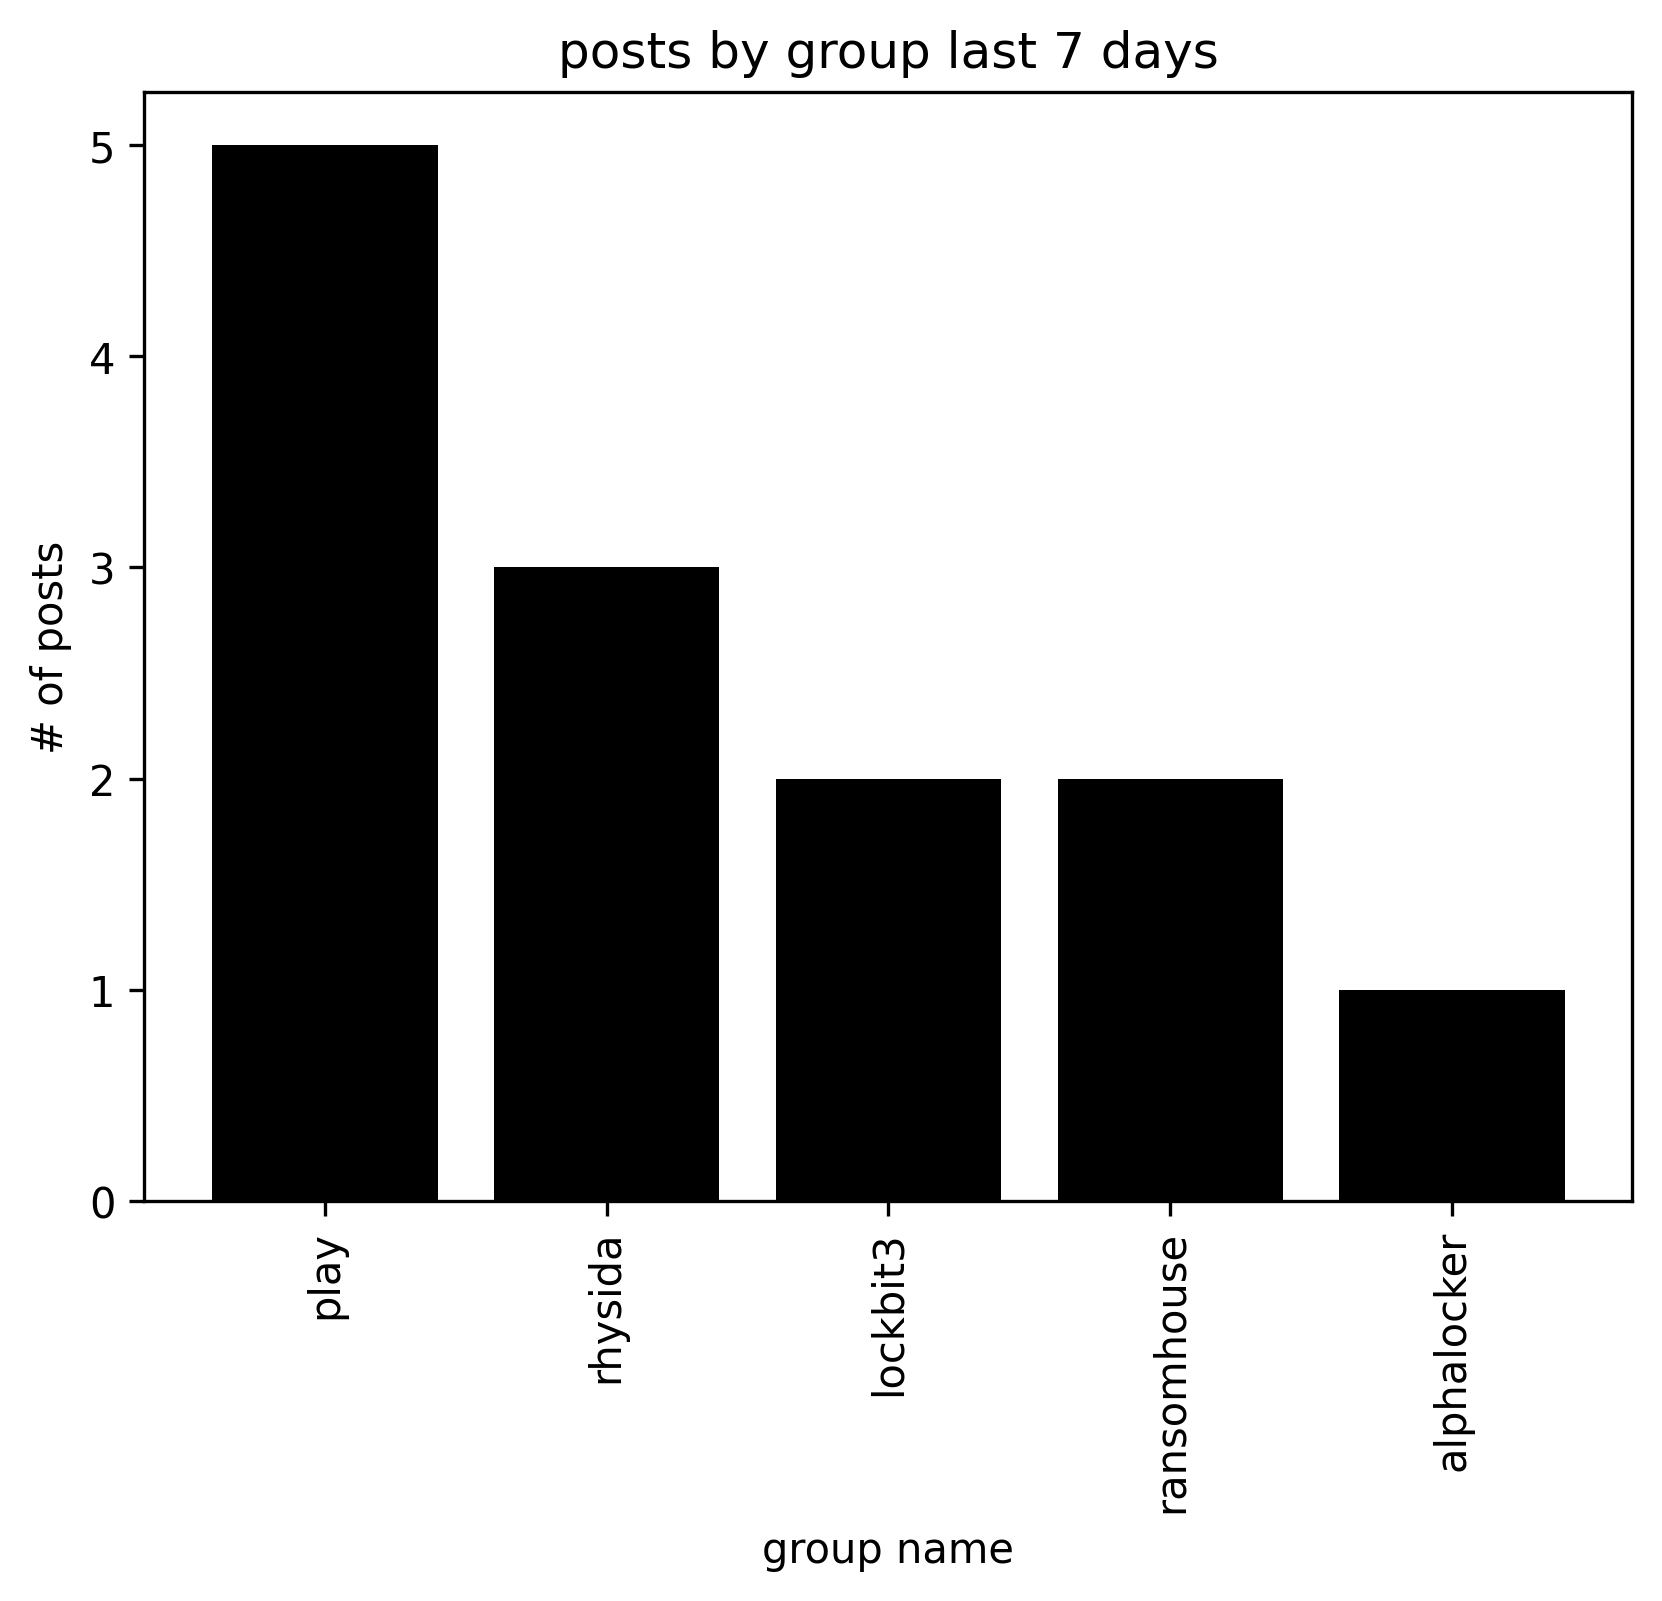 posts by group last 7 days
# of posts
5
4
3
2
1
0
play
rhysida
lockbit3
ransomhouse
alphalocker
group name